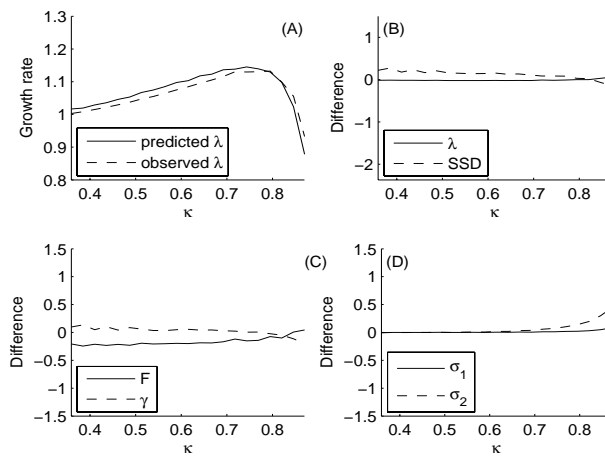 (A)
1.3
1.2
1.1
1
0.9
0.8
Growth rate
predicted λ
observed λ
0.4 0.5 0.6 0.7 0.8
κ
(B)
1
0
−1
−2
Difference
λ
SSD
0.4 0.5 0.6 0.7 0.8
κ
(C)
1.5
1
0.5
0
−0.5
−1
−1.5
Difference
F
γ
0.4 0.5 0.6 0.7 0.8
κ
(D)
1.5
1
0.5
0
−0.5
−1
−1.5
Difference
σ1
σ2
0.4 0.5 0.6 0.7 0.8
κ